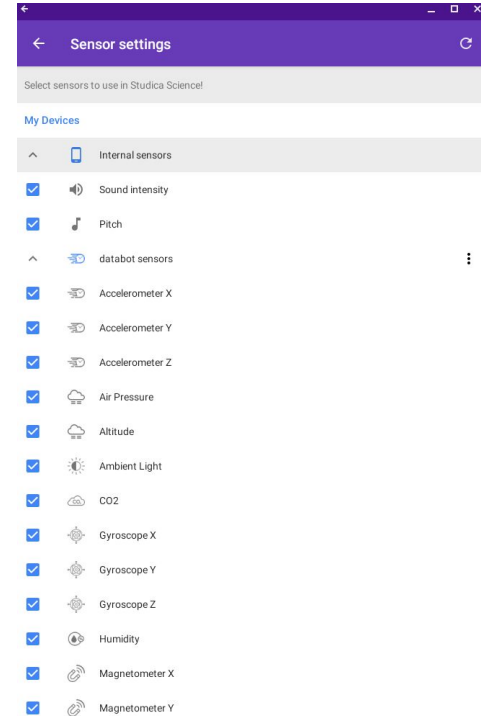 Sensor settings
Select sensors to use in Studica Science!
My Devices
Internal sensors
Sound intensity
Pitch
databot sensors
Accelerometer X
Accelerometer Y
Accelerometer Z
Air Pressure
Altitude
Ambient Light
CO2
Gyroscope X
Gyroscope Y
Gyroscope Z
Humidity
Magnetometer X
Magnetometer Y